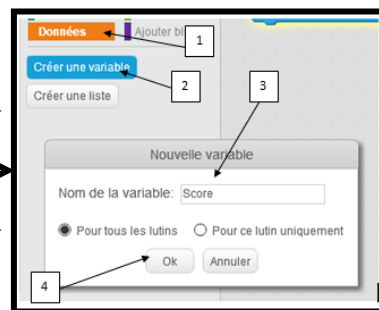 Données
Ajouter bl
1
Créer une variable
2
3
Créer une liste
Nouvelle variable
Nom de la variable: Score
Pour tous les lutins Pour ce lutin uniquement
Ok Annuler
4